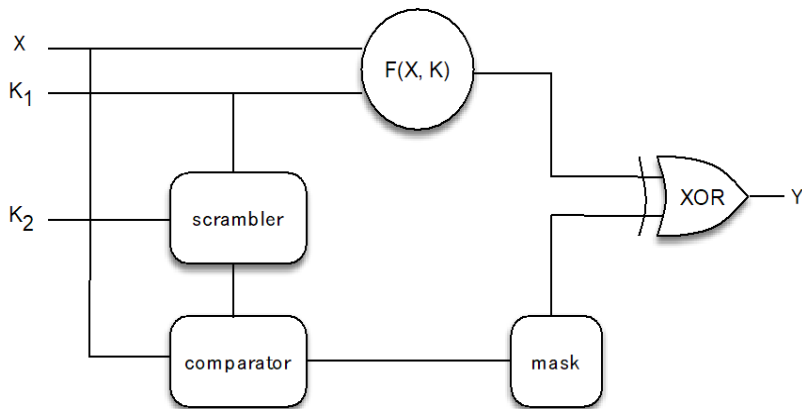 X
F(X, K)
K₁
XOR
Y
K₂
scrambler
comparator
mask